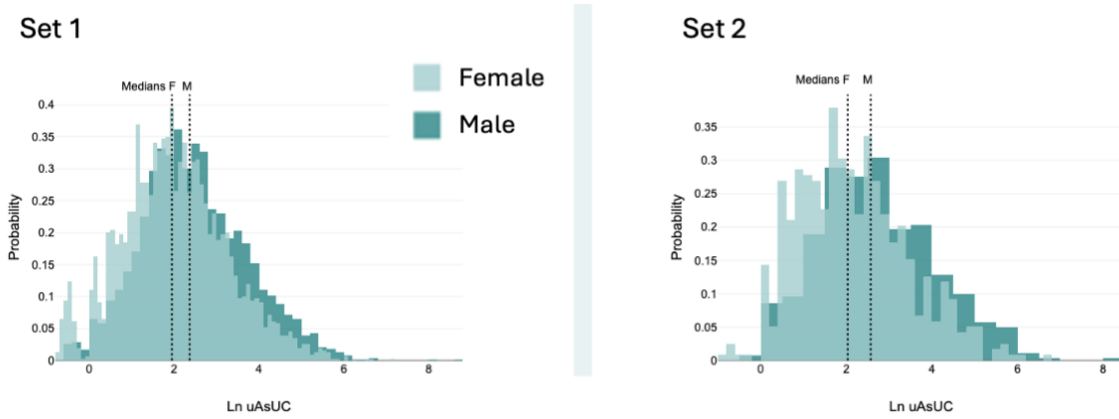 Set 1
Medians F M
Female
Male
0.4
0.35
0.3
0.25
0.2
0.15
0.1
0.05
0
Probability
0 2 4 6 8
Ln uAsUC
Set 2
Medians F M
0.35
0.3
0.25
0.2
0.15
0.1
0.05
0
Probability
0 2 4 6 8
Ln uAsUC